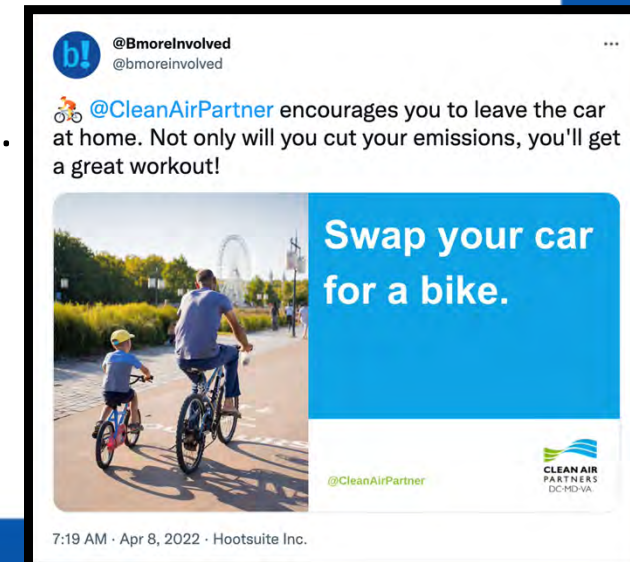 @BmoreInvolved
@bmoreinvolved
@CleanAirPartner encourages you to leave the car
at home. Not only will you cut your emissions, you'll get
a great workout!
Swap your car
for a bike.
@CleanAirPartner
CLEAN AIR
PARTNERS
DC-MD-VA
7:19 AM · Apr 8, 2022 · Hootsuite Inc.
b!
.